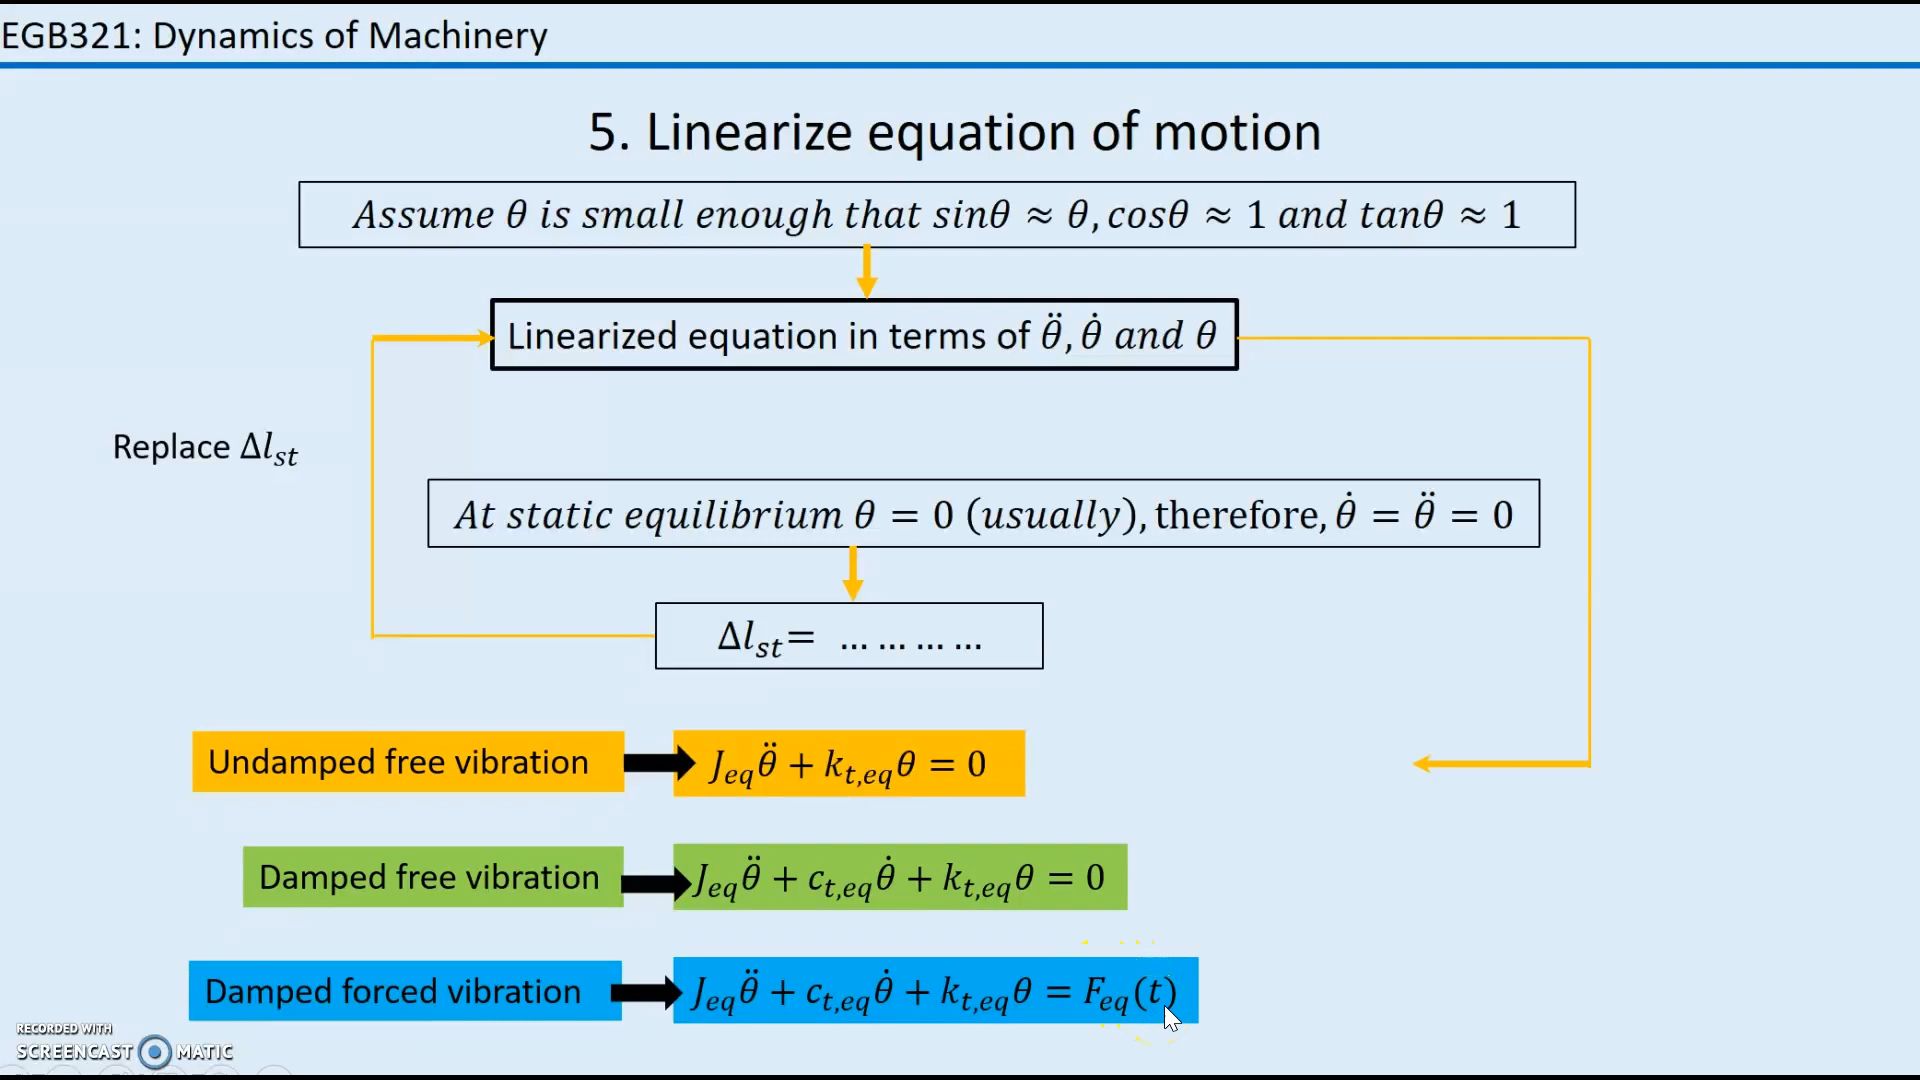 EGB321: Dynamics of Machinery
5. Linearize equation of motion
Assume θ is small enough that sinθ ≈ θ, cosθ ≈ 1 and tanθ ≈ 1
Linearized equation in terms of θ̈, θ̇ and θ
Replace Δl_st
At static equilibrium θ = 0 (usually), therefore, θ̇ = θ̈ = 0
Δl_st = … … … …
Undamped free vibration
J_eq θ̈ + k_t,eq θ = 0
Damped free vibration
J_eq θ̈ + c_t,eq θ̇ + k_t,eq θ = 0
Damped forced vibration
J_eq θ̈ + c_t,eq θ̇ + k_t,eq θ = F_eq(t)
RECORDED WITH
SCREENCAST MATIC